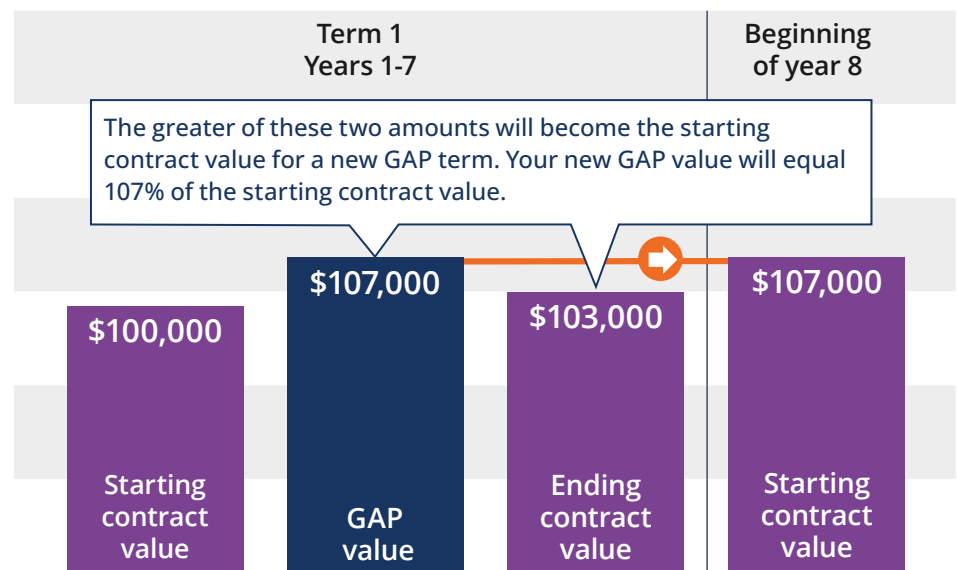 Term 1
Years 1-7
Beginning
of year 8
The greater of these two amounts will become the starting
contract value for a new GAP term. Your new GAP value will equal
107% of the starting contract value.
$100,000
Starting
contract
value
$107,000
GAP
value
$103,000
Ending
contract
value
$107,000
Starting
contract
value